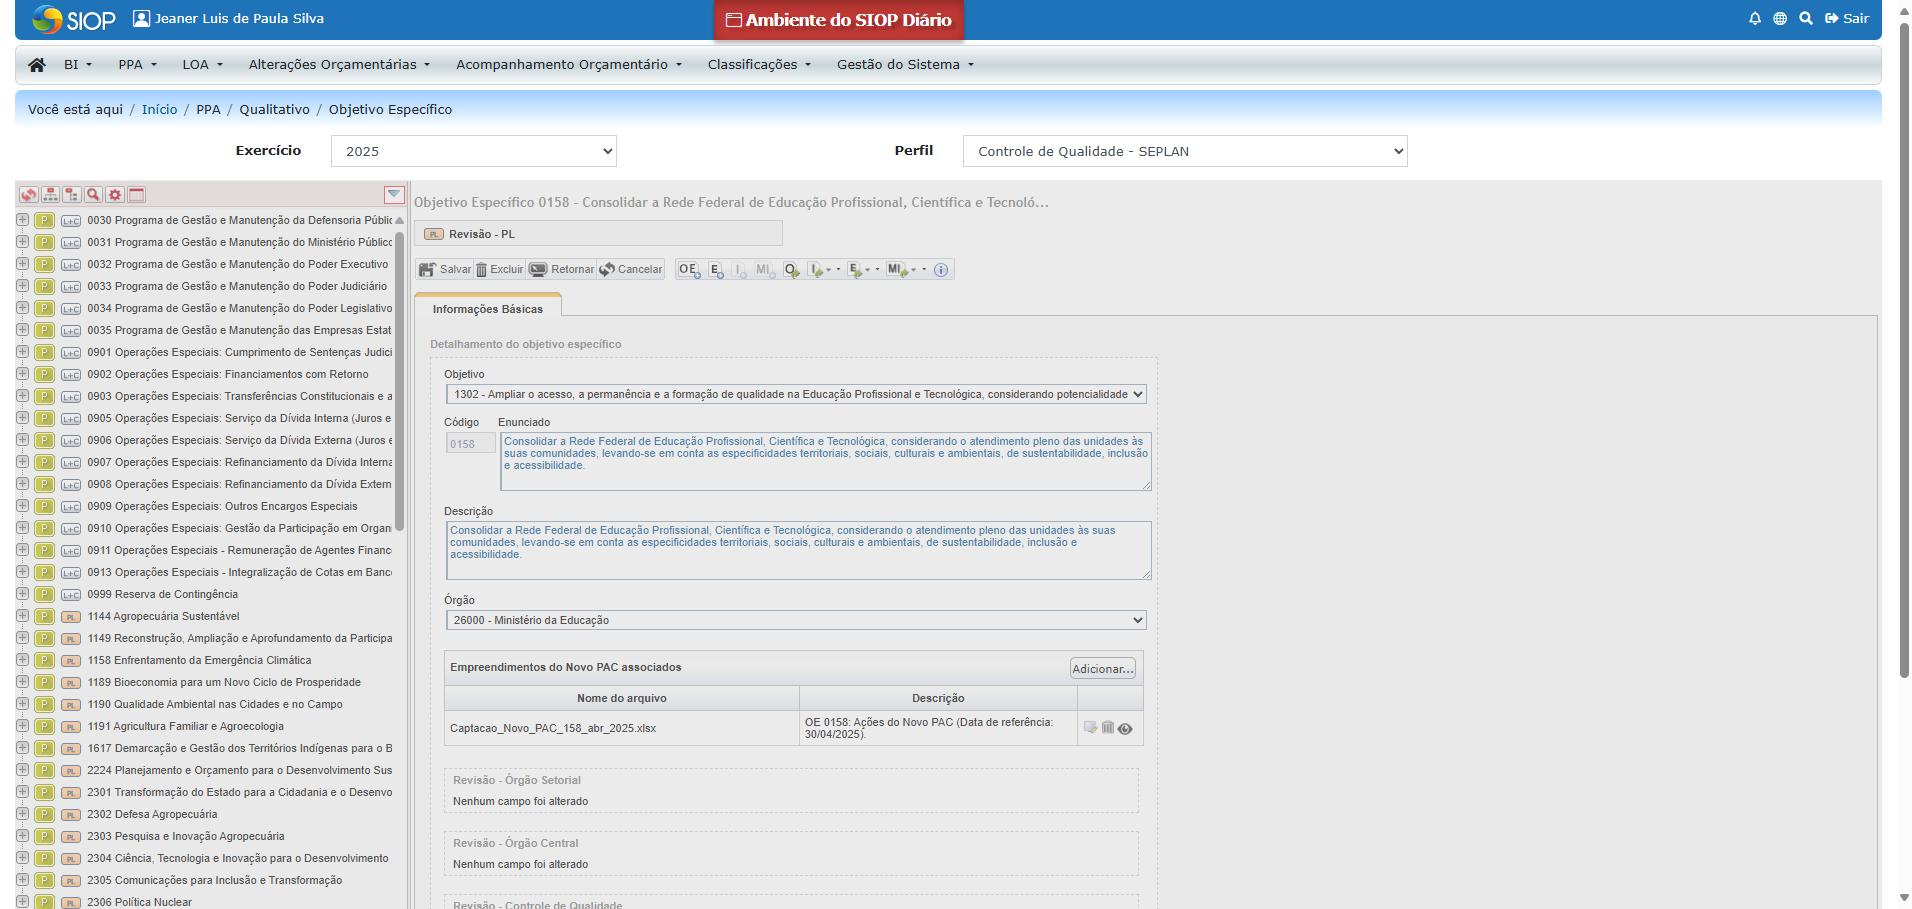 SIOP
Jeaner Luis de Paula Silva
Ambiente do SIOP Diário
Sair
BI
PPA
LOA
Alterações Orçamentárias
Acompanhamento Orçamentário
Classificações
Gestão do Sistema
Você está aqui / Início / PPA / Qualitativo / Objetivo Específico
Exercício
2025
Perfil
Controle de Qualidade - SEPLAN
P L+C 0030 Programa de Gestão e Manutenção da Defensoria Públic
P L+C 0031 Programa de Gestão e Manutenção do Ministério Público
P L+C 0032 Programa de Gestão e Manutenção do Poder Executivo
P L+C 0033 Programa de Gestão e Manutenção do Poder Judiciário
P L+C 0034 Programa de Gestão e Manutenção do Poder Legislativo
P L+C 0035 Programa de Gestão e Manutenção das Empresas Estat
P L+C 0901 Operações Especiais: Cumprimento de Sentenças Judici
P L+C 0902 Operações Especiais: Financiamentos com Retorno
P L+C 0903 Operações Especiais: Transferências Constitucionais e a
P L+C 0905 Operações Especiais: Serviço da Dívida Interna (Juros e
P L+C 0906 Operações Especiais: Serviço da Dívida Externa (Juros e
P L+C 0907 Operações Especiais: Refinanciamento da Dívida Interna
P L+C 0908 Operações Especiais: Refinanciamento da Dívida Extern
P L+C 0909 Operações Especiais: Outros Encargos Especiais
P L+C 0910 Operações Especiais: Gestão da Participação em Organi
P L+C 0911 Operações Especiais - Remuneração de Agentes Financ
P L+C 0913 Operações Especiais - Integralização de Cotas em Banc
P L+C 0999 Reserva de Contingência
P PL 1144 Agropecuária Sustentável
P PL 1149 Reconstrução, Ampliação e Aprofundamento da Participa
P PL 1158 Enfrentamento da Emergência Climática
P PL 1189 Bioeconomia para um Novo Ciclo de Prosperidade
P PL 1190 Qualidade Ambiental nas Cidades e no Campo
P PL 1191 Agricultura Familiar e Agroecologia
P PL 1617 Demarcação e Gestão dos Territórios Indígenas para o B
P PL 2224 Planejamento e Orçamento para o Desenvolvimento Sus
P PL 2301 Transformação do Estado para a Cidadania e o Desenvo
P PL 2302 Defesa Agropecuária
P PL 2303 Pesquisa e Inovação Agropecuária
P PL 2304 Ciência, Tecnologia e Inovação para o Desenvolvimento
P PL 2305 Comunicações para Inclusão e Transformação
P PL 2306 Política Nuclear
Objetivo Específico 0158 - Consolidar a Rede Federal de Educação Profissional, Científica e Tecnoló...
PL Revisão - PL
Salvar Excluir Retornar Cancelar OE E I MI O I E MI
Informações Básicas
Detalhamento do objetivo específico
Objetivo
1302 - Ampliar o acesso, a permanência e a formação de qualidade na Educação Profissional e Tecnológica, considerando potencialidade
Código Enunciado
0158
Consolidar a Rede Federal de Educação Profissional, Científica e Tecnológica, considerando o atendimento pleno das unidades às
suas comunidades, levando-se em conta as especificidades territoriais, sociais, culturais e ambientais, de sustentabilidade, inclusão
e acessibilidade.
Descrição
Consolidar a Rede Federal de Educação Profissional, Científica e Tecnológica, considerando o atendimento pleno das unidades às suas
comunidades, levando-se em conta as especificidades territoriais, sociais, culturais e ambientais, de sustentabilidade, inclusão e
acessibilidade.
Órgão
26000 - Ministério da Educação
Empreendimentos do Novo PAC associados
Adicionar...
Nome do arquivo Descrição
Captacao_Novo_PAC_158_abr_2025.xlsx
OE 0158: Ações do Novo PAC (Data de referência:
30/04/2025).
Revisão - Órgão Setorial
Nenhum campo foi alterado
Revisão - Órgão Central
Nenhum campo foi alterado
Revisão - Controle de Qualidade